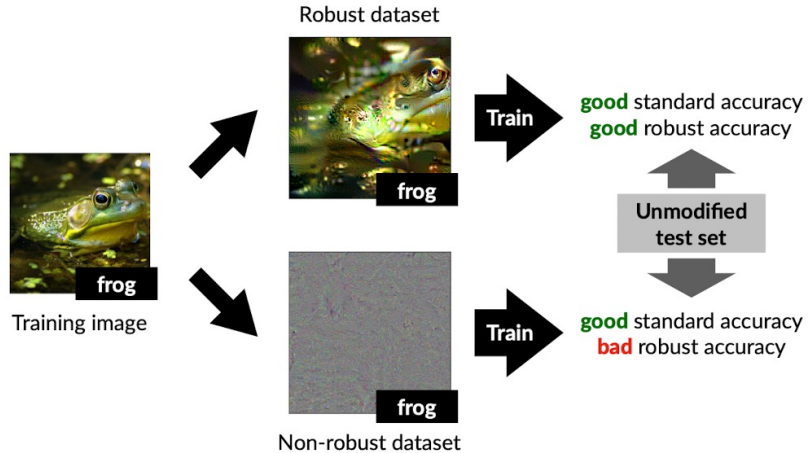 Robust dataset
frog
Train
good standard accuracy
good robust accuracy
Unmodified
test set
frog
Training image
good standard accuracy
bad robust accuracy
Train
frog
Non-robust dataset